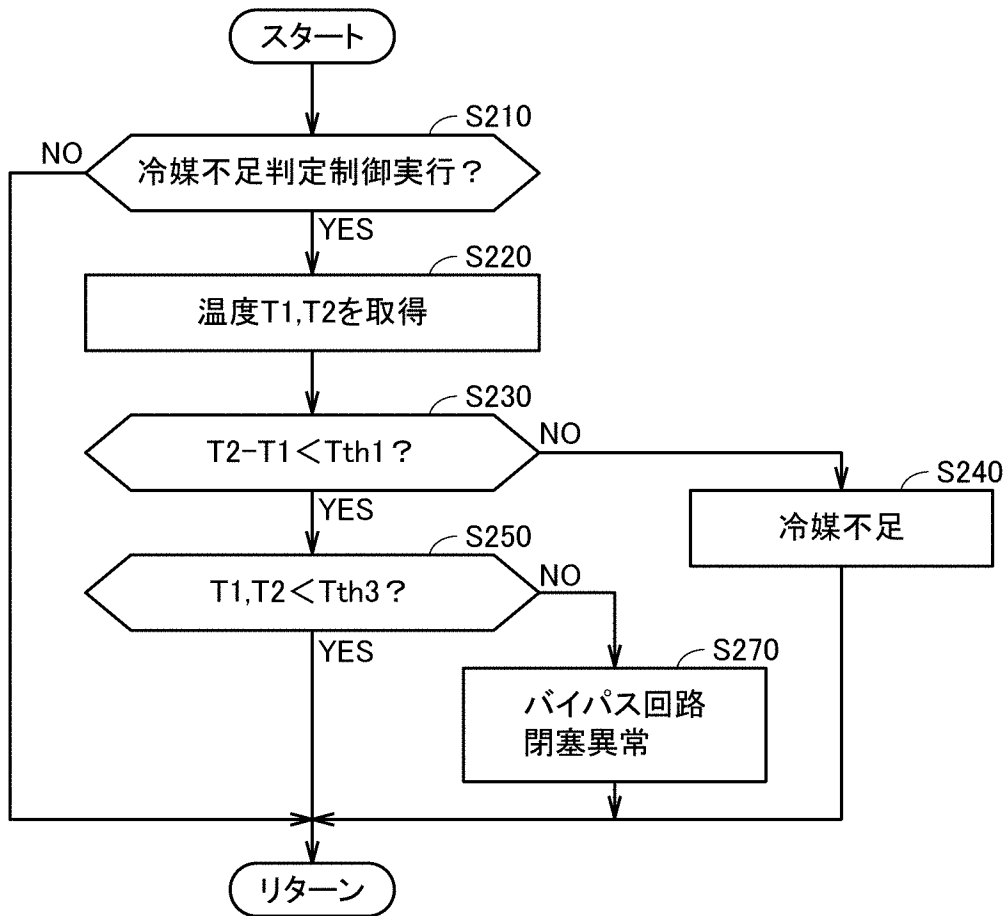 スタート
S210
NO
冷媒不足判定制御実行？
YES
S220
温度T1,T2を取得
S230
T2-T1＜Tth1？
NO
YES
S240
冷媒不足
S250
T1,T2＜Tth3？
NO
YES
S270
バイパス回路
閉塞異常
リターン